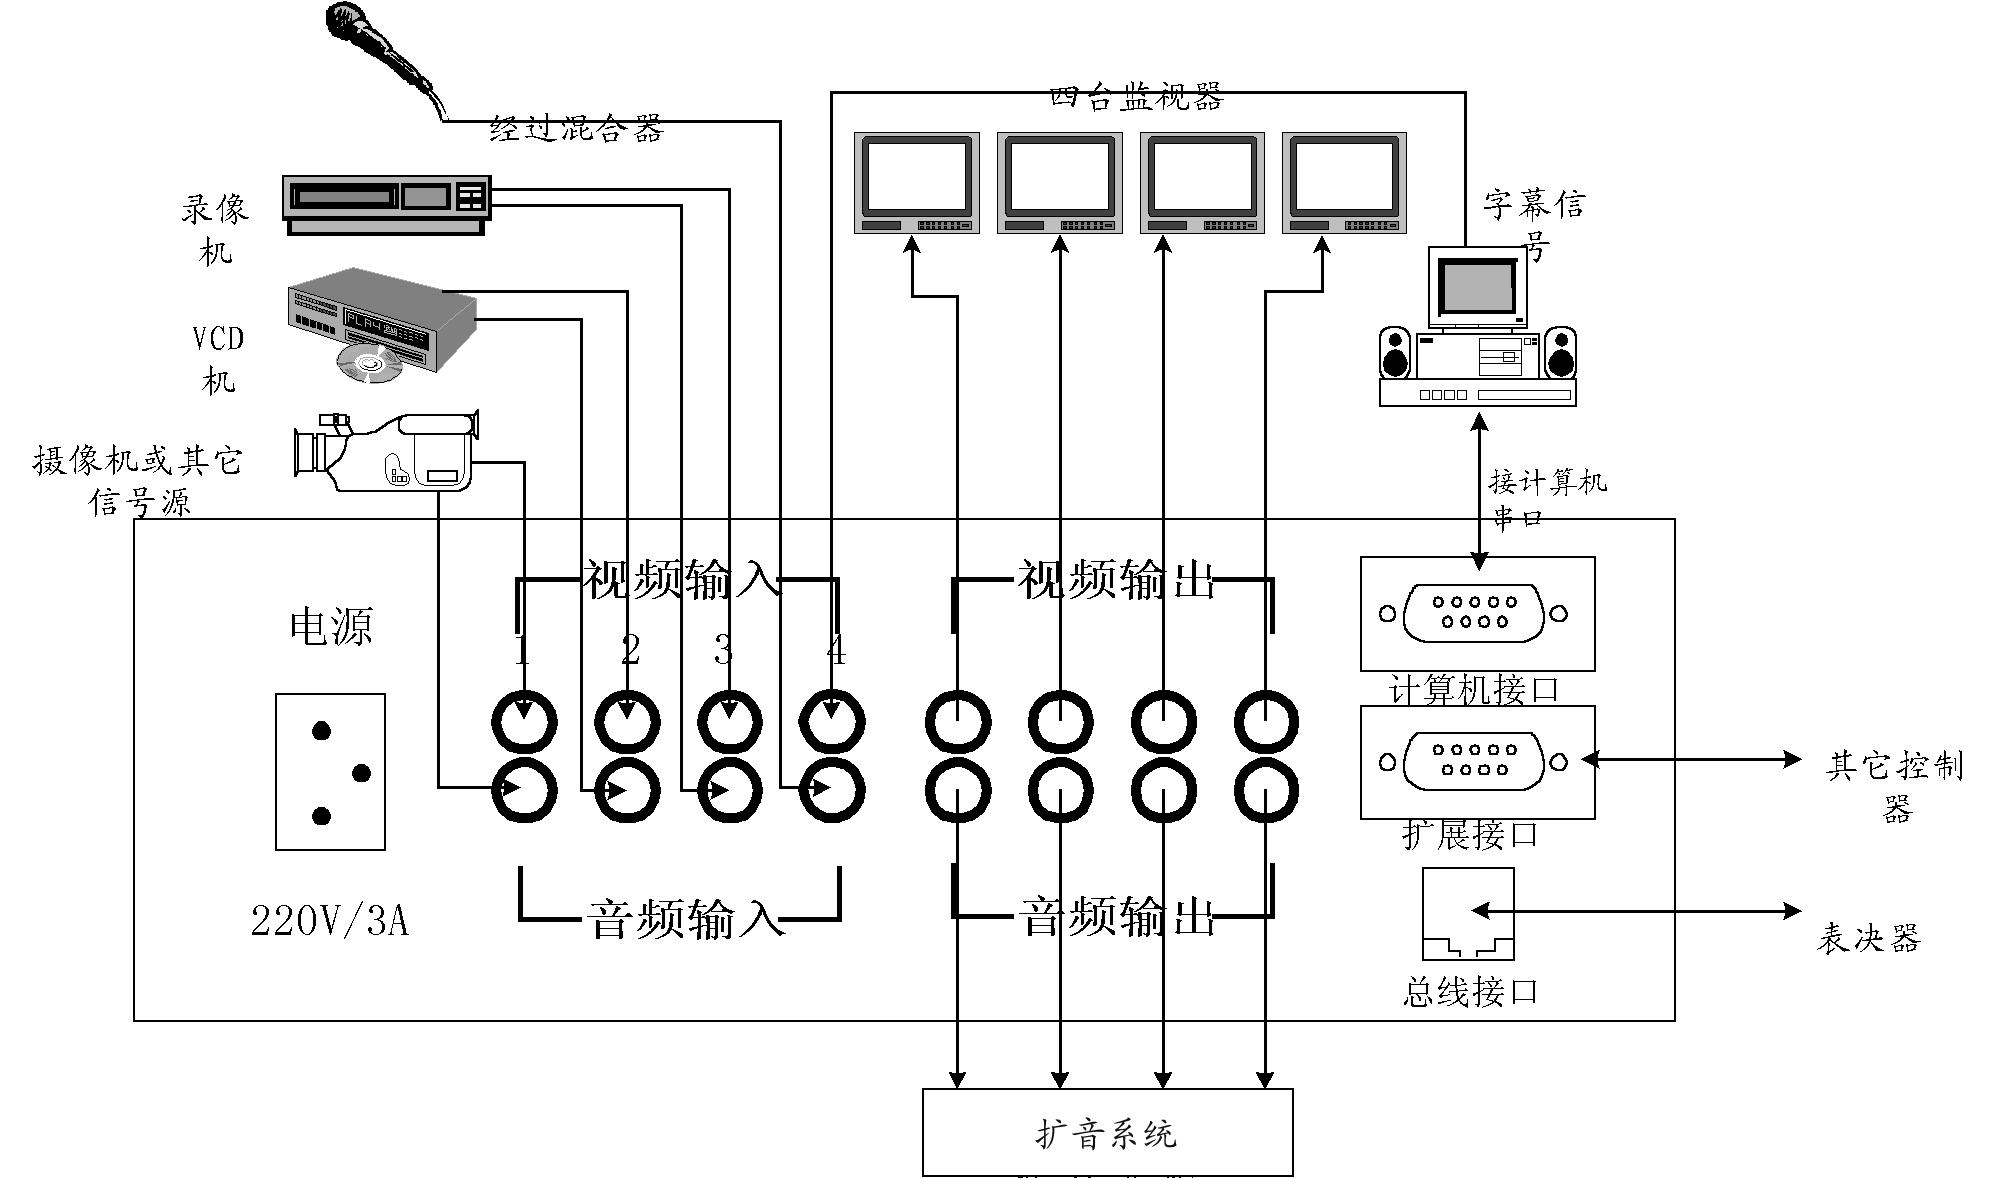 经过混合器
四台监视器
录像
机
字幕信
号
VCD
机
PLAY
摄像机或其它
信号源
接计算机
串口
视频输入
视频输出
电源
1 2 3 4
计算机接口
其它控制
器
扩展接口
220V/3A
音频输入
音频输出
表决器
总线接口
扩音系统